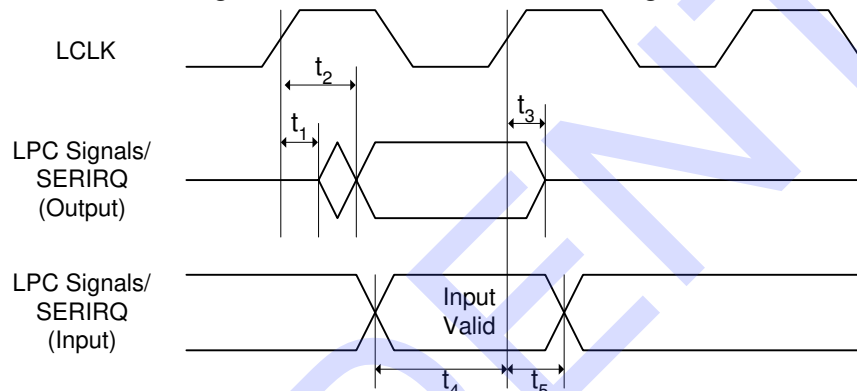 LCLK
t2
t1
t3
LPC Signals/
SERIRQ
(Output)
LPC Signals/
SERIRQ
(Input)
Input
Valid
t4
t5